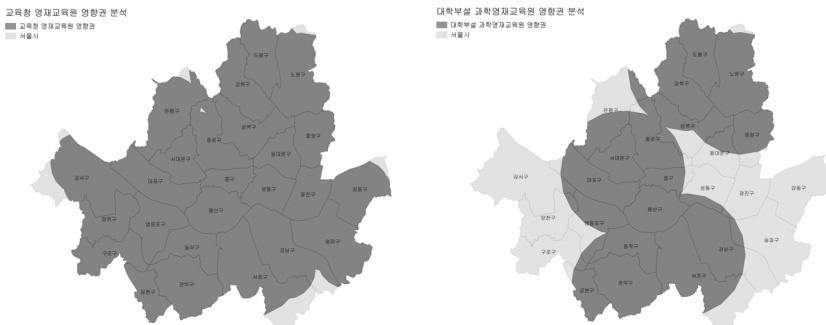 교육청 영재교육원 영향권 분석
교육청 영재교육원 영향권
서울시
도봉구
노원구
강북구
은평구
성북구
중랑구
종로구
서대문구
동대문구
강서구
마포구
중구
성동구
광진구
강동구
용산구
양천구
영등포구
송파구
동작구
강남구
구로구
서초구
관악구
금천구
대학부설 과학영재교육원 영향권 분석
대학부설 과학영재교육원 영향권
서울시
도봉구
노원구
강북구
은평구
성북구
중랑구
종로구
동대문구
서대문구
강서구
마포구
중구
성동구
광진구
강동구
용산구
양천구
영등포구
송파구
동작구
강남구
구로구
서초구
관악구
금천구